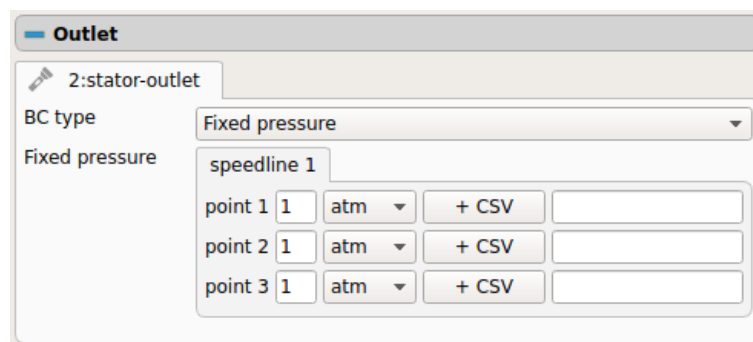 Outlet
2:stator-outlet
BC type Fixed pressure
Fixed pressure speedline 1
point 1 1 atm + CSV
point 2 1 atm + CSV
point 3 1 atm + CSV